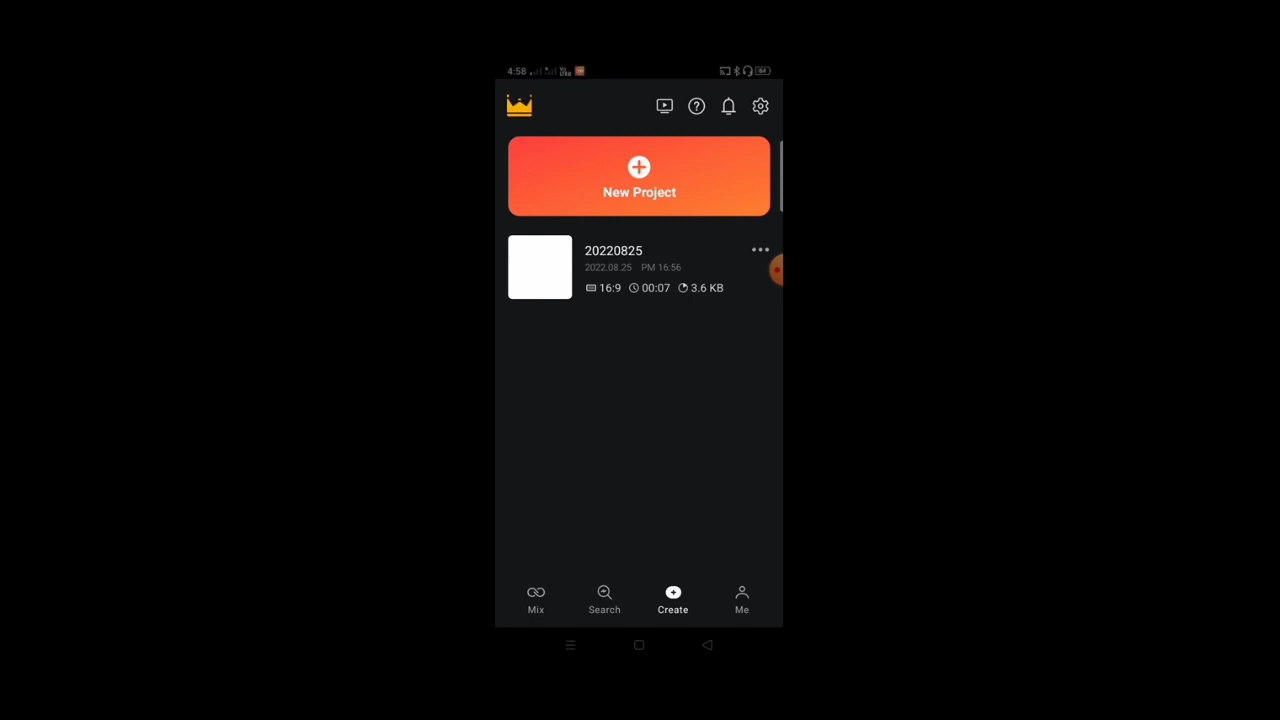 4:58
64
New Project
20220825
2022.08.25 PM 16:56
16:9 00:07 3.6 KB
Mix Search Create Me